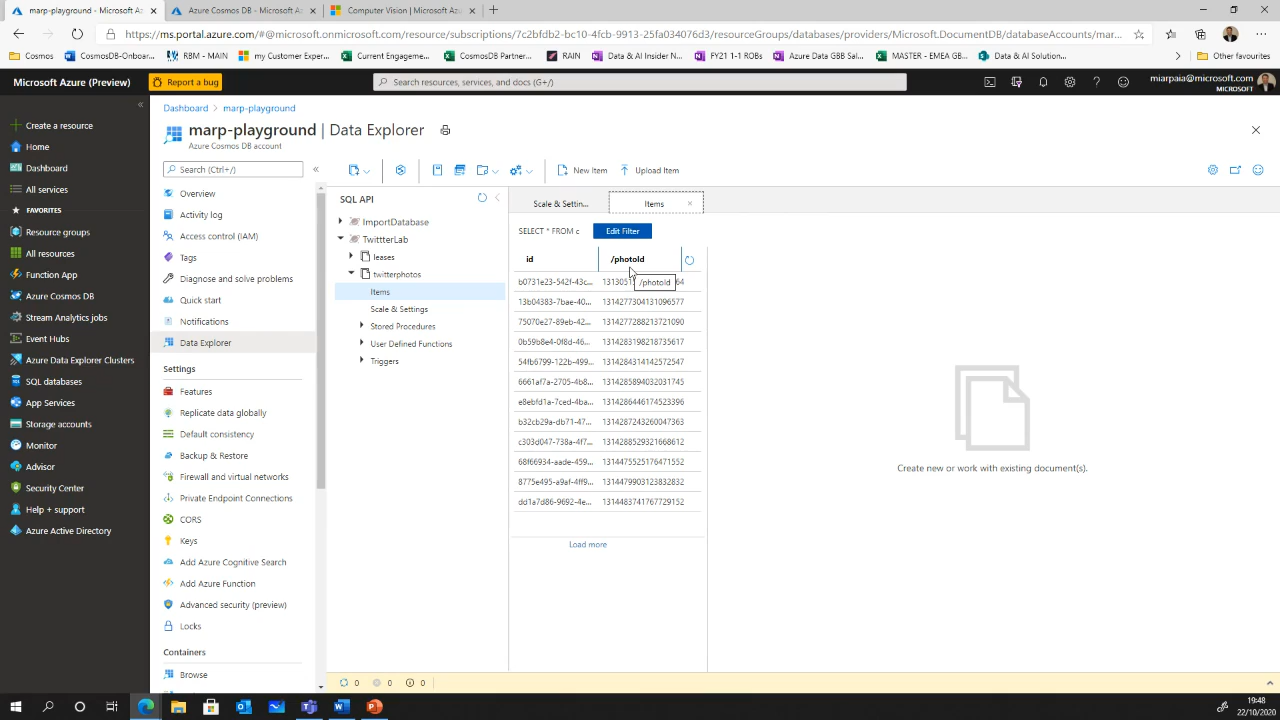 marp-playground - Microsoft Az
Azure Cosmos DB - Microsoft Az
Computer Vision | Microsoft Azure
https://ms.portal.azure.com/#@microsoft.onmicrosoft.com/resource/subscriptions/7c2bfdb2-bc10-4fcb-9913-25fa034076d3/resourceGroups/databases/providers/Microsoft.DocumentDB/databaseAccounts/mar...
Cosmos
CosmosDB-Onboar...
RBM - MAIN
my Customer Exper...
Current Engageme...
CosmosDB Partner...
RAIN
Data & AI Insider N...
FY21 1-1 ROBs
Azure Data GBB Sal...
MASTER - EMEA GB...
Data & AI Solution...
Other favourites
Microsoft Azure (Preview)
Report a bug
Search resources, services, and docs (G+/)
miarpaia@microsoft.com
MICROSOFT
Create a resource
Home
Dashboard
All services
FAVORITES
Resource groups
All resources
Function App
Azure Cosmos DB
Stream Analytics jobs
Event Hubs
Azure Data Explorer Clusters
SQL databases
App Services
Storage accounts
Monitor
Advisor
Security Center
Help + support
Azure Active Directory
Dashboard > marp-playground
marp-playground | Data Explorer
Azure Cosmos DB account
Search (Ctrl+/)
Overview
Activity log
Access control (IAM)
Tags
Diagnose and solve problems
Quick start
Notifications
Data Explorer
Settings
Features
Replicate data globally
Default consistency
Backup & Restore
Firewall and virtual networks
Private Endpoint Connections
CORS
Keys
Add Azure Cognitive Search
Add Azure Function
Advanced security (preview)
Locks
Containers
Browse
New Item
Upload Item
SQL API
ImportDatabase
TwittterLab
leases
twitterphotos
Items
Scale & Settings
Stored Procedures
User Defined Functions
Triggers
Scale & Settin...
Items
SELECT * FROM c
Edit Filter
id /photoId
b0731e23-542f-43c... 64
/photoId
13b04383-7bae-40... 1314277304131096577
75070e27-89eb-42... 1314277288213721090
0b59b8e4-0f8d-46... 1314283198218735617
54fb6799-122b-499... 1314284314142572547
6661af7a-2705-4b8... 1314285894032031745
e8ebfd1a-7ced-4ba... 1314286446174523396
b32cb29a-db71-47... 1314287243260047363
c303d047-738a-4f7... 1314288529321668612
68f66934-aade-459... 1314475525176471552
8775e495-a9af-4ff9... 1314479903123832832
dd1a7d86-9692-4e... 1314483741767729152
Load more
Create new or work with existing document(s).
0 0 0
19:48
22/10/2020